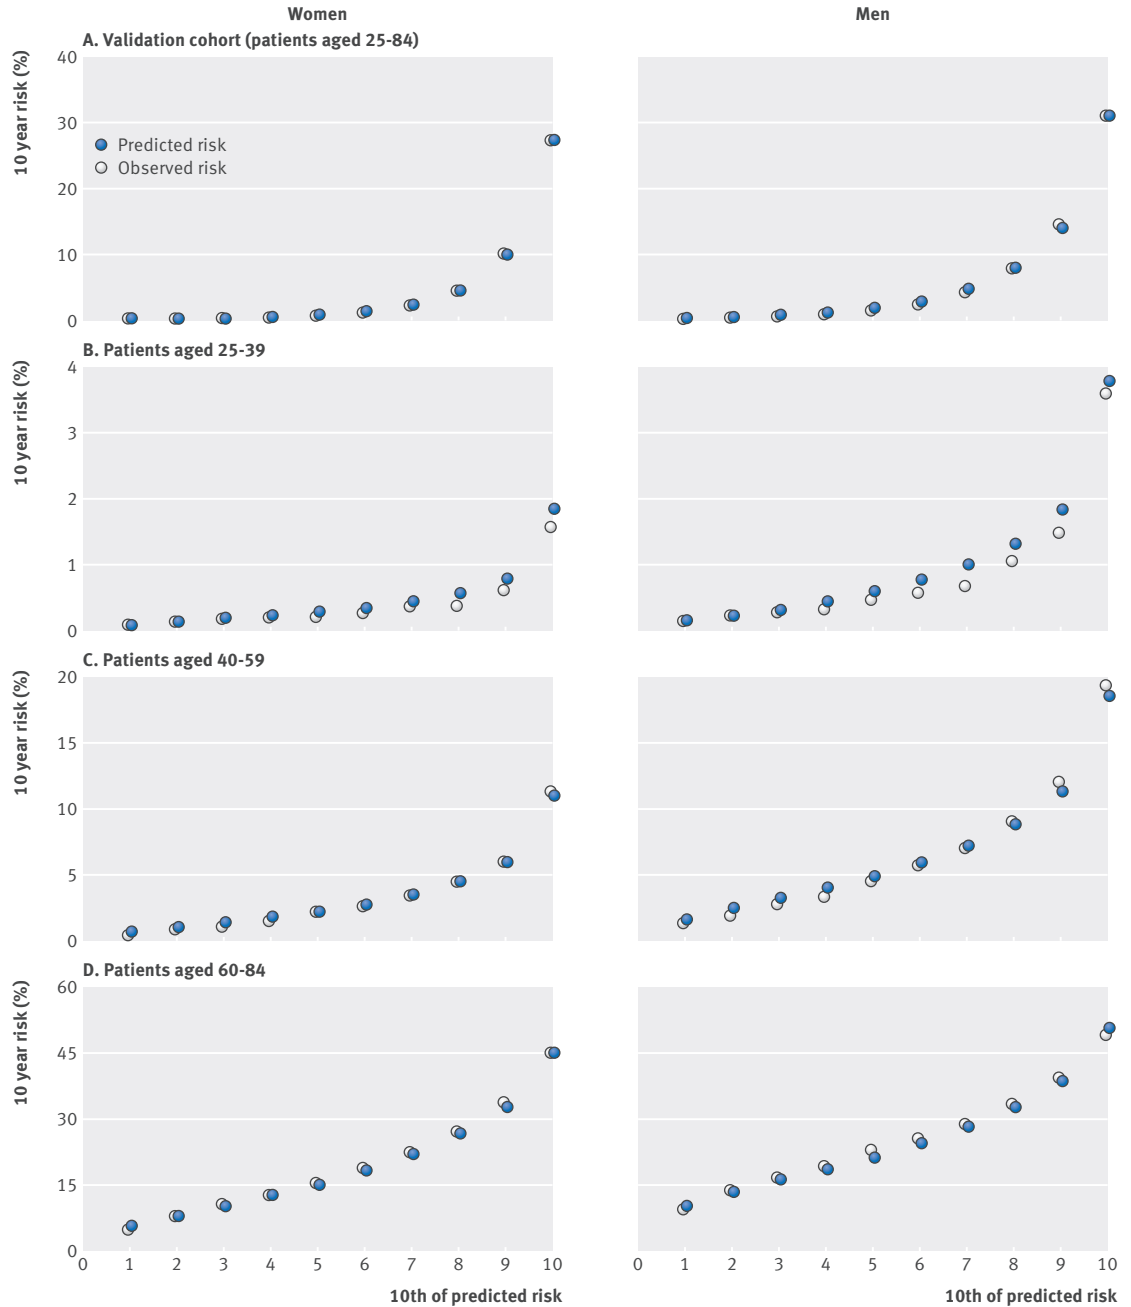 Women Men
A. Validation cohort (patients aged 25-84)
10 year risk (%)
40
30
20
10
0
Predicted risk
Observed risk
B. Patients aged 25-39
10 year risk (%)
4
3
2
1
0
C. Patients aged 40-59
10 year risk (%)
20
15
10
5
0
D. Patients aged 60-84
10 year risk (%)
60
45
30
15
0
0 1 2 3 4 5 6 7 8 9 10 0 1 2 3 4 5 6 7 8 9 10
10th of predicted risk 10th of predicted risk